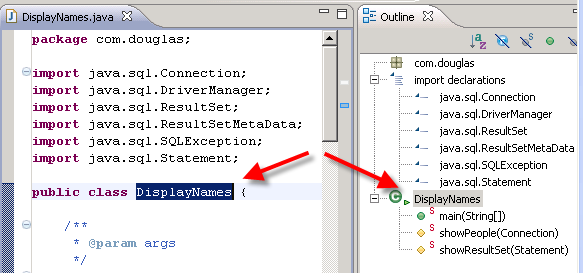 DisplayNames.java
package com.douglas;
import java.sql.Connection;
import java.sql.DriverManager;
import java.sql.ResultSet;
import java.sql.ResultSetMetaData;
import java.sql.SQLException;
import java.sql.Statement;
public class DisplayNames {
/**
* @param args
*/
Outline
com.douglas
import declarations
java.sql.Connection
java.sql.DriverManager
java.sql.ResultSet
java.sql.ResultSetMetaData
java.sql.SQLException
java.sql.Statement
DisplayNames
main(String[])
showPeople(Connection)
showResultSet(Statement)